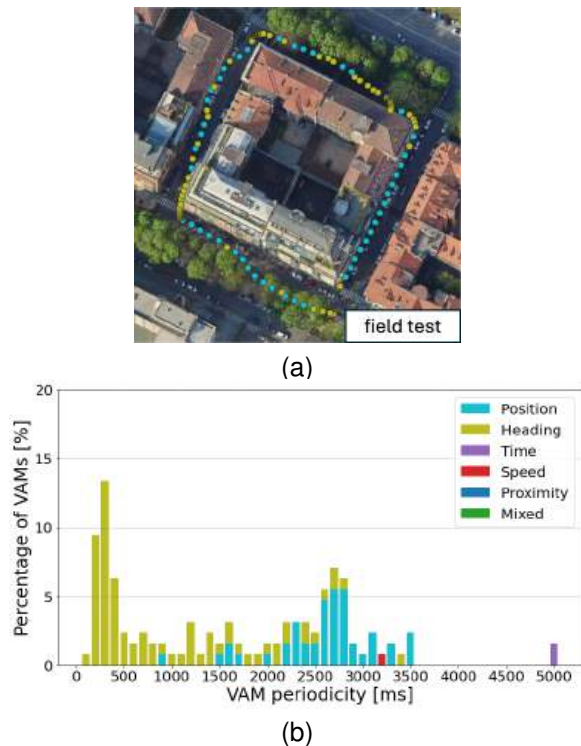 field test
(a)
20
15
10
5
0
Percentage of VAMs [%]
Position
Heading
Time
Speed
Proximity
Mixed
0 500 1000 1500 2000 2500 3000 3500 4000 4500 5000
VAM periodicity [ms]
(b)